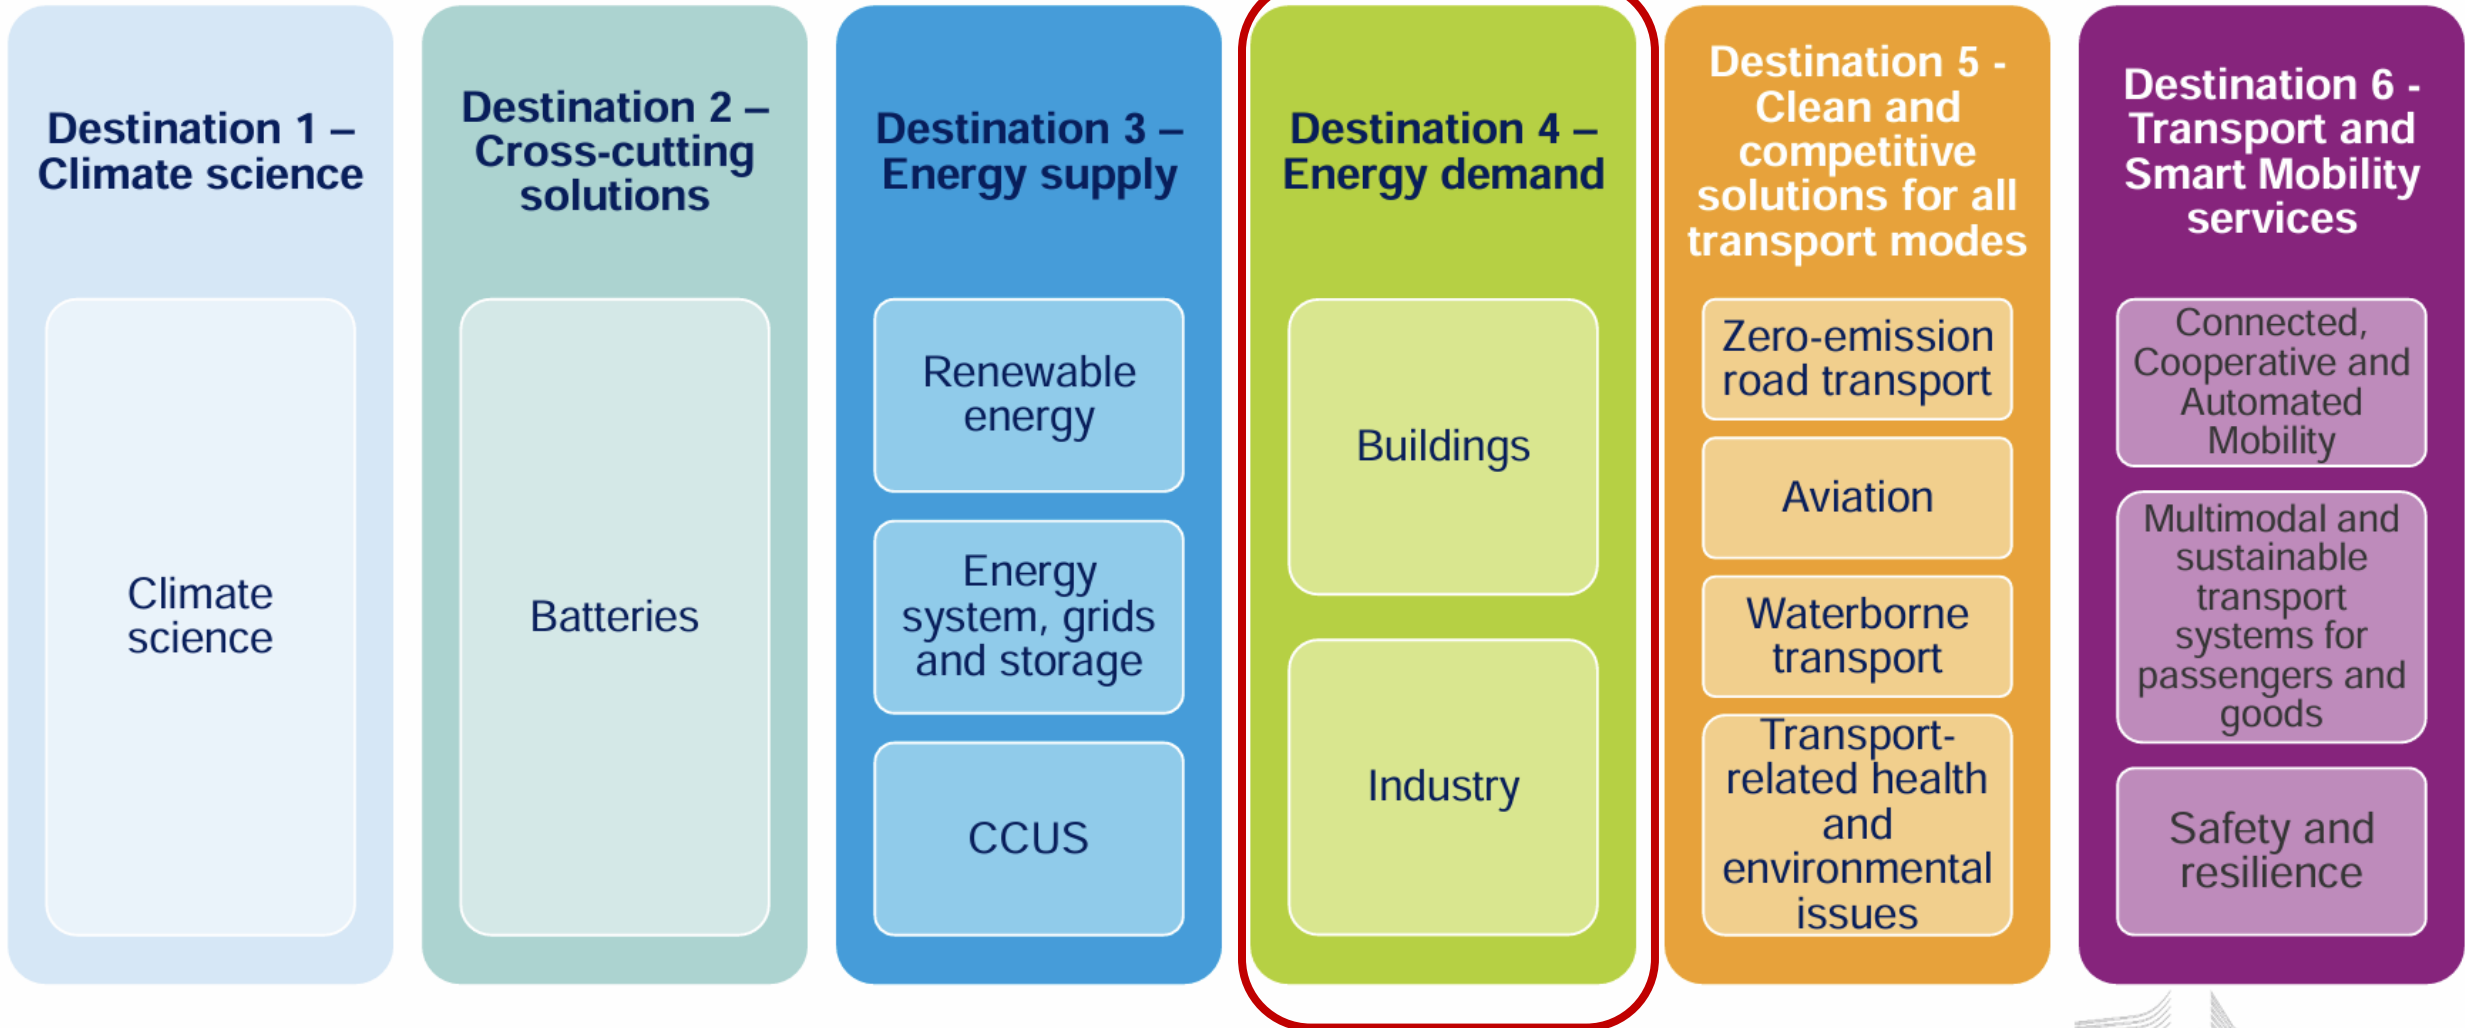 Destination 1 –
Climate science
Climate
science
Destination 2 –
Cross-cutting
solutions
Batteries
Destination 3 –
Energy supply
Renewable
energy
Energy
system, grids
and storage
CCUS
Destination 4 –
Energy demand
Buildings
Industry
Destination 5 -
Clean and
competitive
solutions for all
transport modes
Zero-emission
road transport
Aviation
Waterborne
transport
Transport-
related health
and
environmental
issues
Destination 6 -
Transport and
Smart Mobility
services
Connected,
Cooperative and
Automated
Mobility
Multimodal and
sustainable
transport
systems for
passengers and
goods
Safety and
resilience